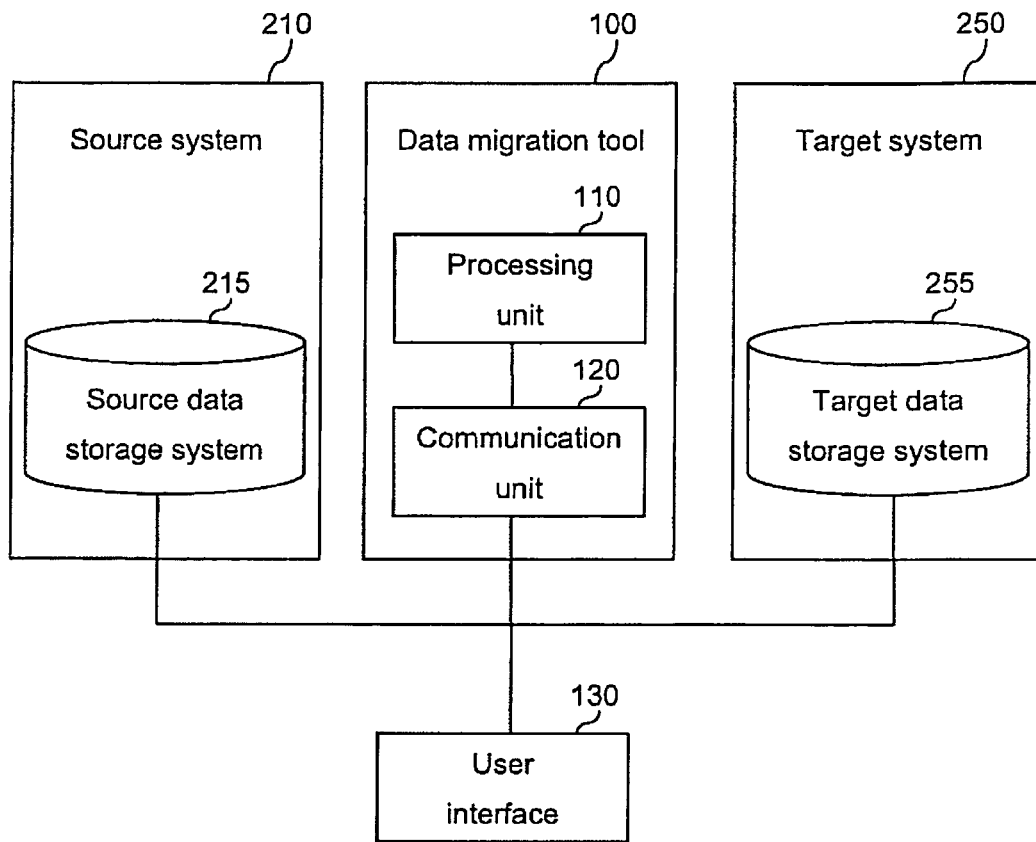 210
100
250
Source system
Data migration tool
Target system
110
Processing
unit
215
255
120
Source data
storage system
Communication
unit
Target data
storage system
130
User
interface